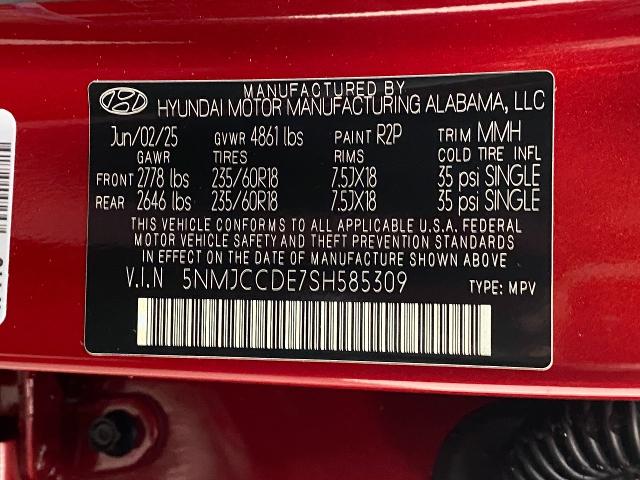 MANUFACTURED BY
HYUNDAI MOTOR MANUFACTURING ALABAMA, LLC
Jun/02/25 GVWR 4861 lbs PAINT R2P TRIM MMH
GAWR TIRES RIMS COLD TIRE INFL
FRONT 2778 lbs 235/60R18 7.5JX18 35 psi SINGLE
REAR 2646 lbs 235/60R18 7.5JX18 35 psi SINGLE
THIS VEHICLE CONFORMS TO ALL APPLICABLE U.S.A. FEDERAL
MOTOR VEHICLE SAFETY AND THEFT PREVENTION STANDARDS
IN EFFECT ON THE DATE OF MANUFACTURE SHOWN ABOVE.
V.I.N 5NMJCCDE7SH585309 TYPE: MPV